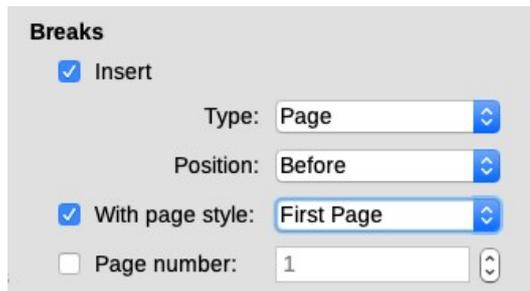 Breaks
Insert
Type: Page
Position: Before
With page style: First Page
Page number: 1